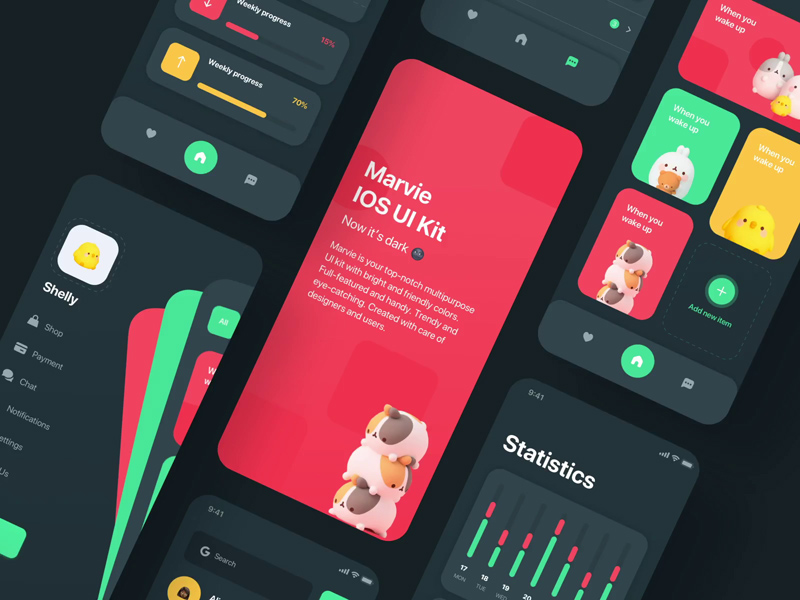 Weekly progress
15%
Weekly progress
70%
When you
wake up
When you
wake up
When you
wake up
When you
wake up
Add new item
Marvie
IOS UI Kit
Now it's dark
Marvie is your top-notch multipurpose
UI kit with bright and friendly colors.
Full-featured and handy. Trendy and
eye-catching. Created with care of
designers and users.
Shelly
Shop
Payment
Chat
Notifications
ettings
Us
All
9:41
Search
9:41
Statistics
17
MON
18
TUE
19
WED
20